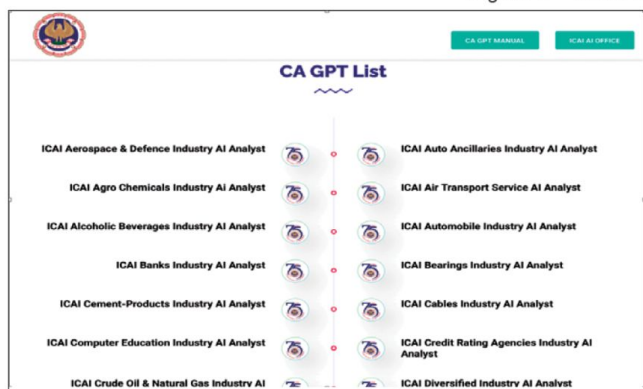 CA GPT MANUAL
ICAI AI OFFICE
CA GPT List
ICAI Aerospace & Defence Industry AI Analyst
ICAI Auto Ancillaries Industry AI Analyst
ICAI Agro Chemicals Industry Ai Analyst
ICAI Air Transport Service AI Analyst
ICAI Alcoholic Beverages Industry AI Analyst
ICAI Automobile Industry AI Analyst
ICAI Banks Industry AI Analyst
ICAI Bearings Industry AI Analyst
ICAI Cement-Products Industry AI Analyst
ICAI Cables Industry AI Analyst
ICAI Computer Education Industry AI Analyst
ICAI Credit Rating Agencies Industry AI
Analyst
ICAI Crude Oil & Natural Gas Industry AI
ICAI Diversified Industry AI Analyst